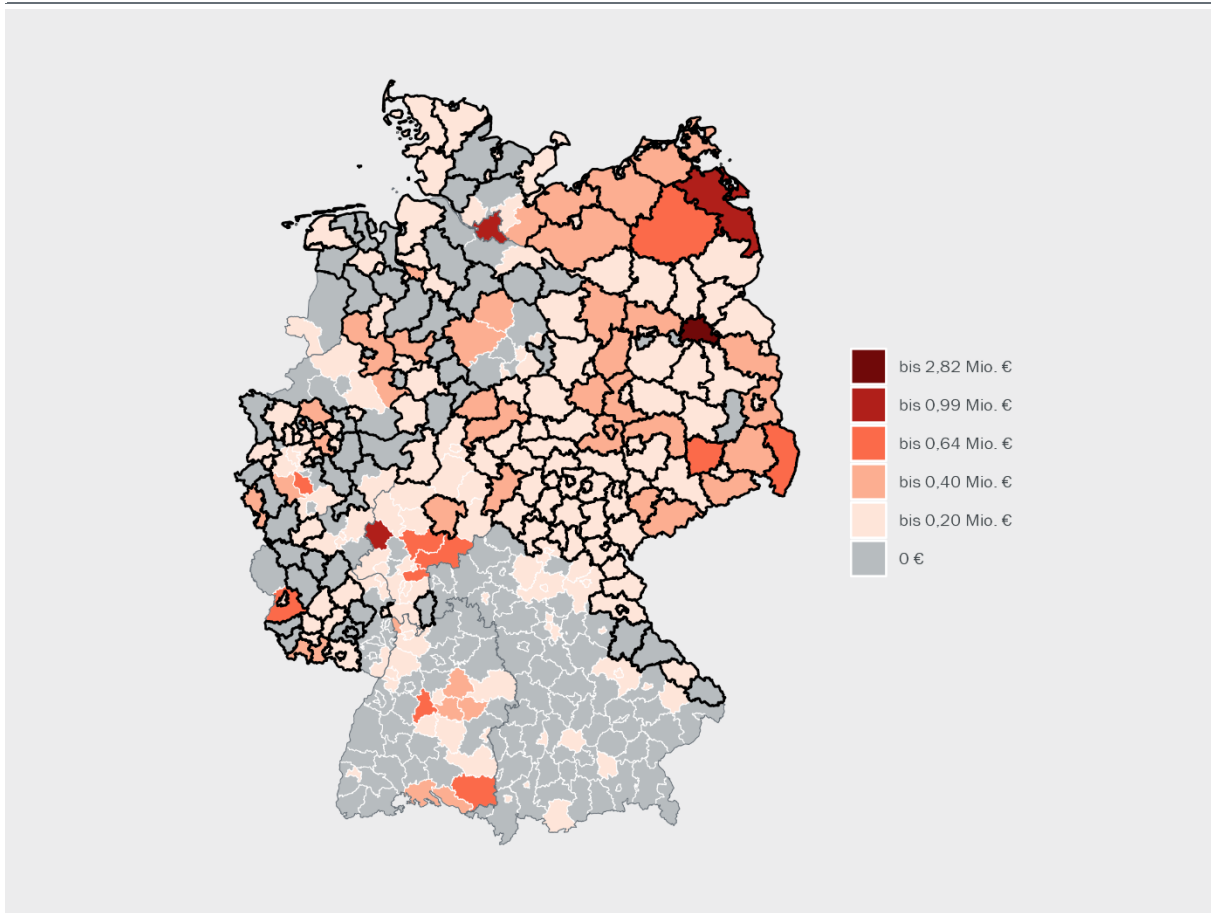 bis 2,82 Mio. €
bis 0,99 Mio. €
bis 0,64 Mio. €
bis 0,40 Mio. €
bis 0,20 Mio. €
0 €